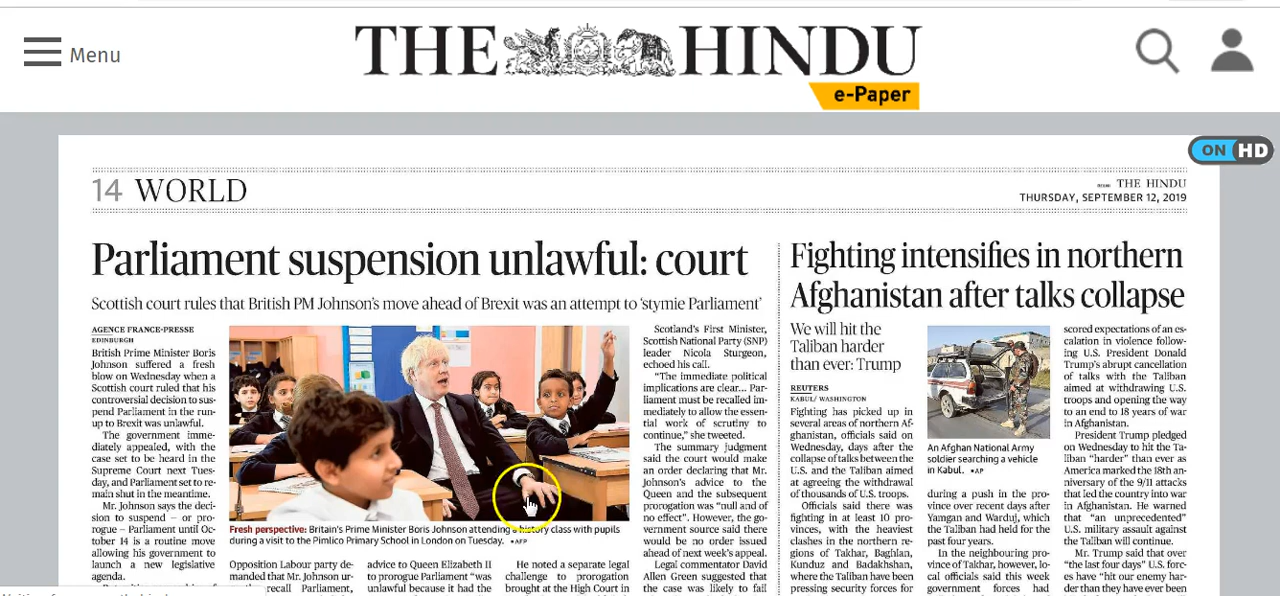 Menu
THE HINDU
e-Paper
ON HD
14 WORLD
THE HINDU
THURSDAY, SEPTEMBER 12, 2019
Parliament suspension unlawful: court
Scottish court rules that British PM Johnson's move ahead of Brexit was an attempt to ‘stymie Parliament’
AGENCE FRANCE-PRESSE
EDINBURGH
British Prime Minister Boris
Johnson suffered a fresh
blow on Wednesday when a
Scottish court ruled that his
controversial decision to sus-
pend Parliament in the run-
up to Brexit was unlawful.
The government imme-
diately appealed, with the
case set to be heard in the
Supreme Court next Tues-
day, and Parliament set to re-
main shut in the meantime.
Mr. Johnson says the deci-
sion to suspend – or pro-
rogue – Parliament until Oc-
tober 14 is a routine move
allowing his government to
launch a new legislative
agenda.
Fresh perspective: Britain's Prime Minister Boris Johnson attending a history class with pupils
during a visit to the Pimlico Primary School in London on Tuesday. •AFP
Opposition Labour party de-
manded that Mr. Johnson
recall Parliament,
advice to Queen Elizabeth II
to prorogue Parliament “was
unlawful because it had the
He noted a separate legal
challenge to prorogation
brought at the High Court in
Scotland's First Minister,
Scottish National Party (SNP)
leader Nicola Sturgeon,
echoed his call.
“The immediate political
implications are clear... Par-
liament must be recalled im-
mediately to allow the essen-
tial work of scrutiny to
continue,” she tweeted.
The summary judgment
said the court would make
an order declaring that Mr.
Johnson's advice to the
Queen and the subsequent
prorogation was “null and of
no effect”. However, the go-
vernment source said there
would be no order issued
ahead of next week's appeal.
Legal commentator David
Allen Green suggested that
the case was likely to fall
Fighting intensifies in northern
Afghanistan after talks collapse
We will hit the
Taliban harder
than ever: Trump
REUTERS
KABUL/ WASHINGTON
Fighting has picked up in
several areas of northern Af-
ghanistan, officials said on
Wednesday, days after the
collapse of talks between the
U.S. and the Taliban aimed
at agreeing the withdrawal
of thousands of U.S. troops.
Officials said there was
fighting in at least 10 pro-
vinces, with the heaviest
clashes in the northern re-
gions of Takhar, Baghlan,
Kunduz and Badakhshan,
where the Taliban have been
pressing security forces for
An Afghan National Army
soldier searching a vehicle
in Kabul. •AP
during a push in the pro-
vince over recent days after
Yamgan and Warduj, which
the Taliban had held for the
past four years.
In the neighbouring pro-
vince of Takhar, however, lo-
cal officials said this week
government forces had
scored expectations of an es-
calation in violence follow-
ing U.S. President Donald
Trump's abrupt cancellation
of talks with the Taliban
aimed at withdrawing U.S.
troops and opening the way
to an end to 18 years of war
in Afghanistan.
President Trump pledged
on Wednesday to hit the Ta-
liban “harder” than ever as
America marked the 18th an-
niversary of the 9/11 attacks
that led the country into war
in Afghanistan. He warned
that “an unprecedented”
U.S. military assault against
the Taliban will continue.
Mr. Trump said that over
“the last four days” U.S. forc-
es have “hit our enemy har-
der than they have ever been